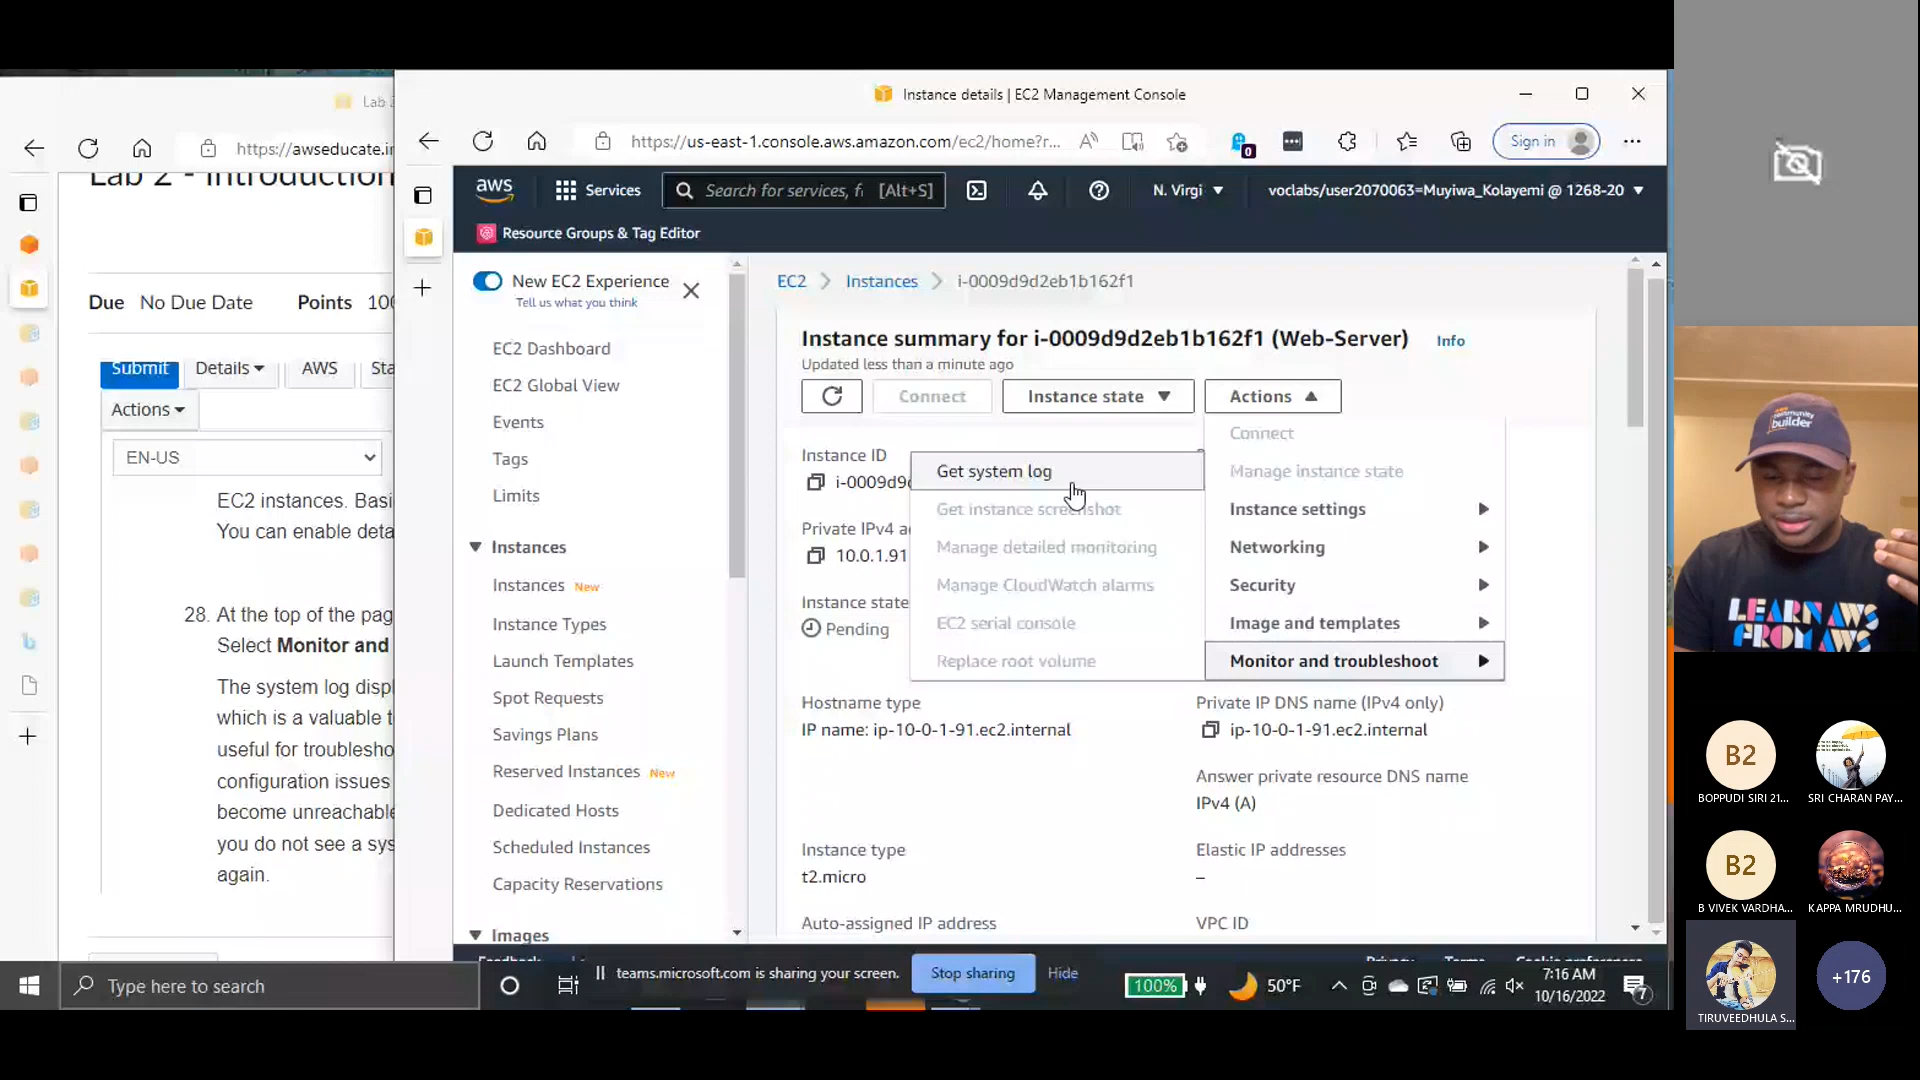 Lab 2
https://awseducate.in
Lab 2 - Introduction
Due No Due Date Points 100
Submit Details AWS Sta
Actions
EN-US
EC2 instances. Basi
You can enable deta
28. At the top of the pag
Select Monitor and
The system log displ
which is a valuable t
useful for troublesho
configuration issues
become unreachable
you do not see a sys
again.
Instance details | EC2 Management Console
https://us-east-1.console.aws.amazon.com/ec2/home?r...
0
Sign in
aws
Services
Search for services, f [Alt+S]
N. Virgi
voclabs/user2070063=Muyiwa_Kolayemi @ 1268-20
Resource Groups & Tag Editor
New EC2 Experience
Tell us what you think
EC2 Dashboard
EC2 Global View
Events
Tags
Limits
Instances
Instances New
Instance Types
Launch Templates
Spot Requests
Savings Plans
Reserved Instances New
Dedicated Hosts
Scheduled Instances
Capacity Reservations
Images
EC2 Instances i-0009d9d2eb1b162f1
Instance summary for i-0009d9d2eb1b162f1 (Web-Server) Info
Updated less than a minute ago
Connect Instance state Actions
Instance ID
i-0009d9
Private IPv4 a
10.0.1.91
Instance state
Pending
Get system log
Get instance screenshot
Manage detailed monitoring
Manage CloudWatch alarms
EC2 serial console
Replace root volume
Connect
Manage instance state
Instance settings
Networking
Security
Image and templates
Monitor and troubleshoot
Hostname type
IP name: ip-10-0-1-91.ec2.internal
Private IP DNS name (IPv4 only)
ip-10-0-1-91.ec2.internal
Answer private resource DNS name
IPv4 (A)
Instance type
t2.micro
Elastic IP addresses
–
Auto-assigned IP address
VPC ID
Type here to search
teams.microsoft.com is sharing your screen.
Stop sharing
Hide
100%
50°F
7:16 AM
10/16/2022
7
community
builder
LEARN AWS
FROM AWS
B2
BOPPUDI SIRI 21...
SRI CHARAN PAY...
B2
B VIVEK VARDHA...
KAPPA MRUDHU...
TIRUVEEDHULA S...
+176